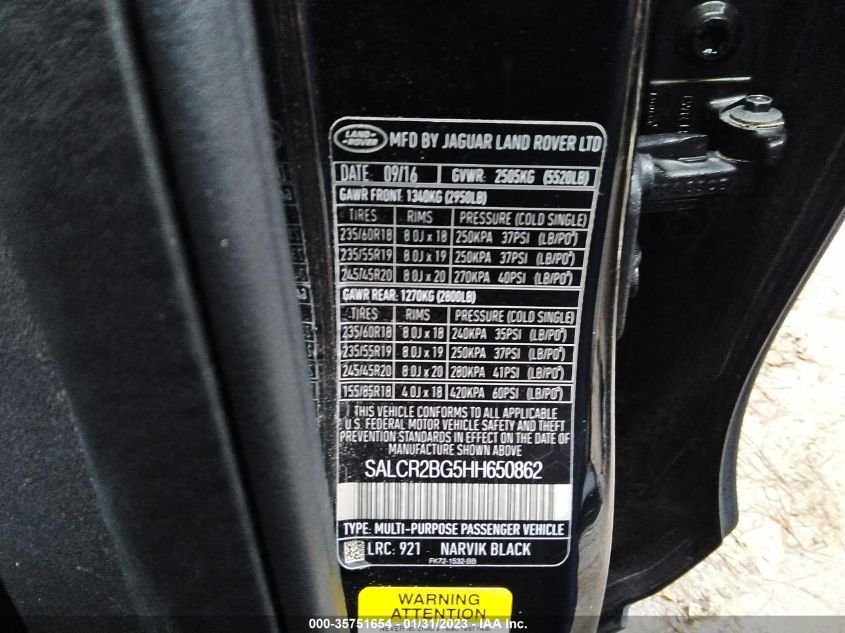 LAND-ROVER MFD BY JAGUAR LAND ROVER LTD
DATE: 09/16 GVWR: 2505KG (5520LB)
GAWR FRONT: 1340KG (2950LB)
TIRES RIMS PRESSURE (COLD SINGLE)
235/60R18 8.0J x 18 250KPA 37PSI (LB/PO²)
235/55R19 8.0J x 19 250KPA 37PSI (LB/PO²)
245/45R20 8.0J x 20 270KPA 40PSI (LB/PO²)
GAWR REAR: 1270KG (2800LB)
TIRES RIMS PRESSURE (COLD SINGLE)
235/60R18 8.0J x 18 240KPA 35PSI (LB/PO²)
235/55R19 8.0J x 19 250KPA 37PSI (LB/PO²)
245/45R20 8.0J x 20 280KPA 41PSI (LB/PO²)
155/85R18 4.0J x 18 420KPA 60PSI (LB/PO²)
THIS VEHICLE CONFORMS TO ALL APPLICABLE
U.S. FEDERAL MOTOR VEHICLE SAFETY AND THEFT
PREVENTION STANDARDS IN EFFECT ON THE DATE OF
MANUFACTURE SHOWN ABOVE
SALCR2BG5HH650862
TYPE: MULTI-PURPOSE PASSENGER VEHICLE
LRC: 921 NARVIK BLACK
FK72-1532-BB
WARNING
ATTENTION
000-35751654 - 01/31/2023 - IAA Inc.